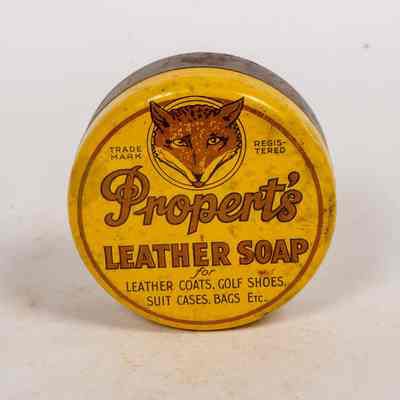 TRADE MARK
REGIS-TERED
Propert's
LEATHER SOAP
for
LEATHER COATS, GOLF SHOES,
SUIT CASES, BAGS Etc.